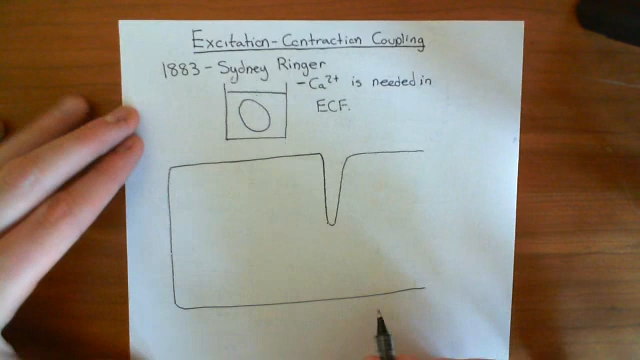 Excitation-Contraction Coupling
1883 - Sydney Ringer
- Ca²⁺ is needed in
ECF.